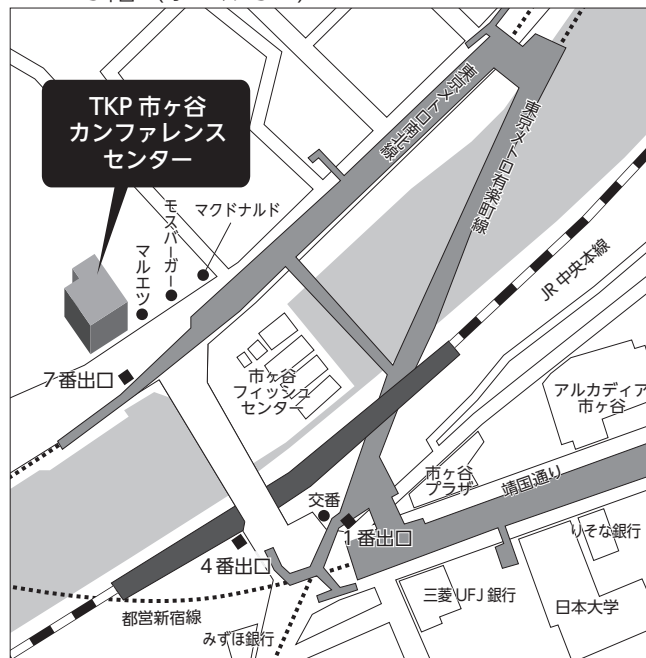 TKP 市ヶ谷
カンファレンス
センター
東京メトロ南北線
東京メトロ有楽町線
マクドナルド
モスバーガー
マルエツ
JR 中央本線
7番出口
市ヶ谷
フィッシュ
センター
アルカディア
市ヶ谷
市ヶ谷
プラザ
靖国通り
交番
1番出口
りそな銀行
4番出口
三菱 UFJ 銀行
日本大学
都営新宿線
みずほ銀行